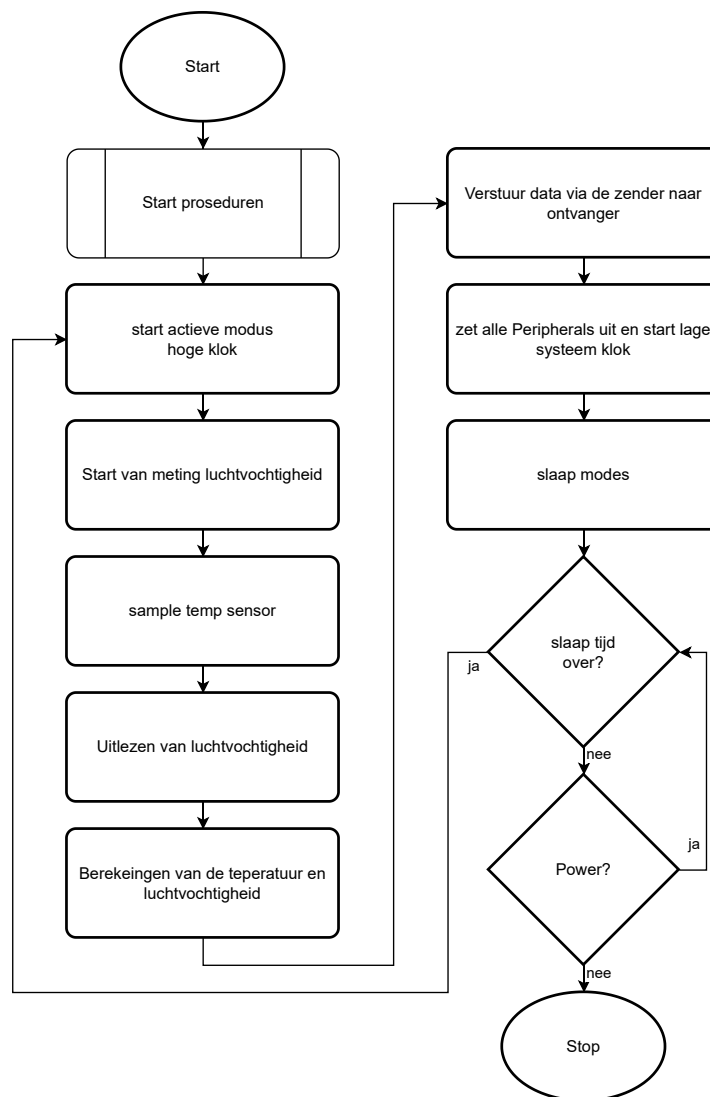 Start
Start proseduren
start actieve modus
hoge klok
Start van meting luchtvochtigheid
sample temp sensor
Uitlezen van luchtvochtigheid
Berekeingen van de teperatuur en
luchtvochtigheid
Verstuur data via de zender naar
ontvanger
zet alle Peripherals uit en start lage
systeem klok
slaap modes
slaap tijd
over?
ja
nee
Power?
ja
nee
Stop